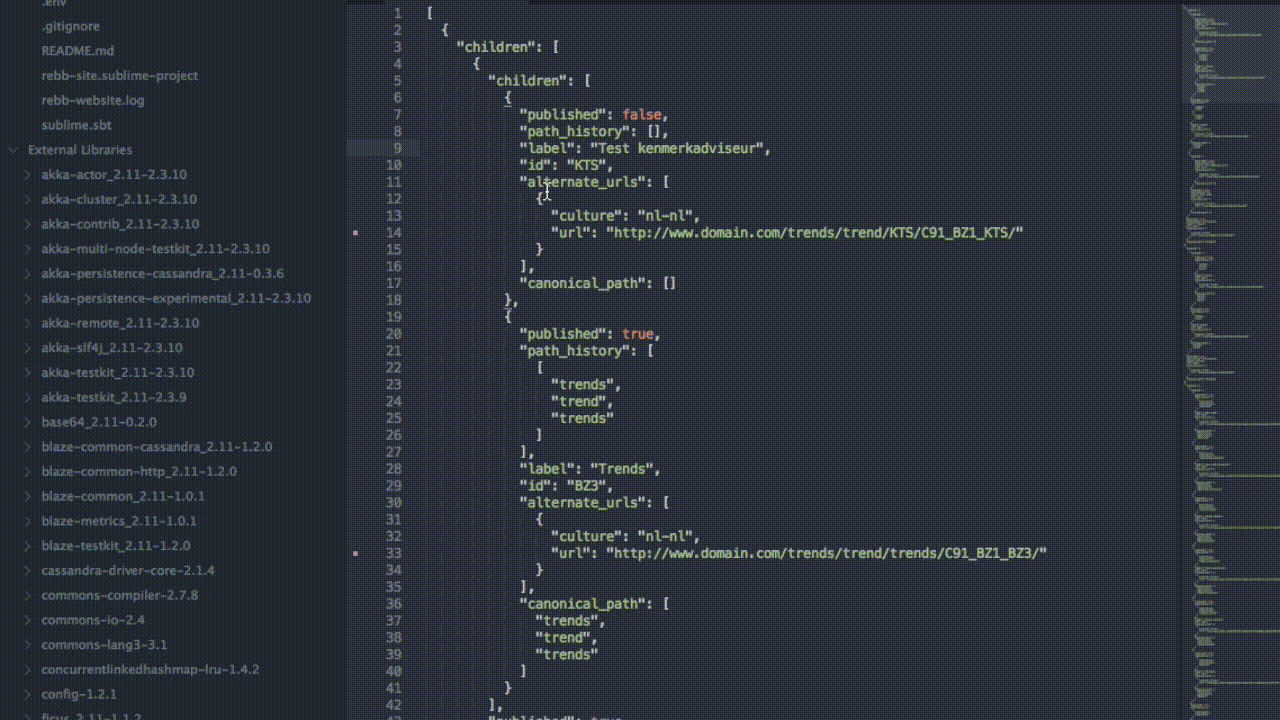 .env
.gitignore
README.md
rebb-site.sublime-project
rebb-website.log
sublime.sbt
External Libraries
akka-actor_2.11-2.3.10
akka-cluster_2.11-2.3.10
akka-contrib_2.11-2.3.10
akka-multi-node-testkit_2.11-2.3.10
akka-persistence-cassandra_2.11-0.3.6
akka-persistence-experimental_2.11-2.3.10
akka-remote_2.11-2.3.10
akka-slf4j_2.11-2.3.10
akka-testkit_2.11-2.3.10
akka-testkit_2.11-2.3.9
base64_2.11-0.2.0
blaze-common-cassandra_2.11-1.2.0
blaze-common-http_2.11-1.2.0
blaze-common_2.11-1.0.1
blaze-metrics_2.11-1.0.1
blaze-testkit_2.11-1.2.0
cassandra-driver-core-2.1.4
commons-compiler-2.7.8
commons-io-2.4
commons-lang3-3.1
concurrentlinkedhashmap-lru-1.4.2
config-1.2.1
ficus_2.11-1.1.2
1 [
2 {
3 "children": [
4 {
5 "children": [
6 {
7 "published": false,
8 "path_history": [],
9 "label": "Test kenmerkadviseur",
10 "id": "KTS",
11 "alternate_urls": [
12 {
13 "culture": "nl-nl",
14 "url": "http://www.domain.com/trends/trend/KTS/C91_BZ1_KTS/"
15 }
16 ],
17 "canonical_path": []
18 },
19 {
20 "published": true,
21 "path_history": [
22 [
23 "trends",
24 "trend",
25 "trends"
26 ]
27 ],
28 "label": "Trends",
29 "id": "BZ3",
30 "alternate_urls": [
31 {
32 "culture": "nl-nl",
33 "url": "http://www.domain.com/trends/trend/trends/C91_BZ1_BZ3/"
34 }
35 ],
36 "canonical_path": [
37 "trends",
38 "trend",
39 "trends"
40 ]
41 }
42 ],